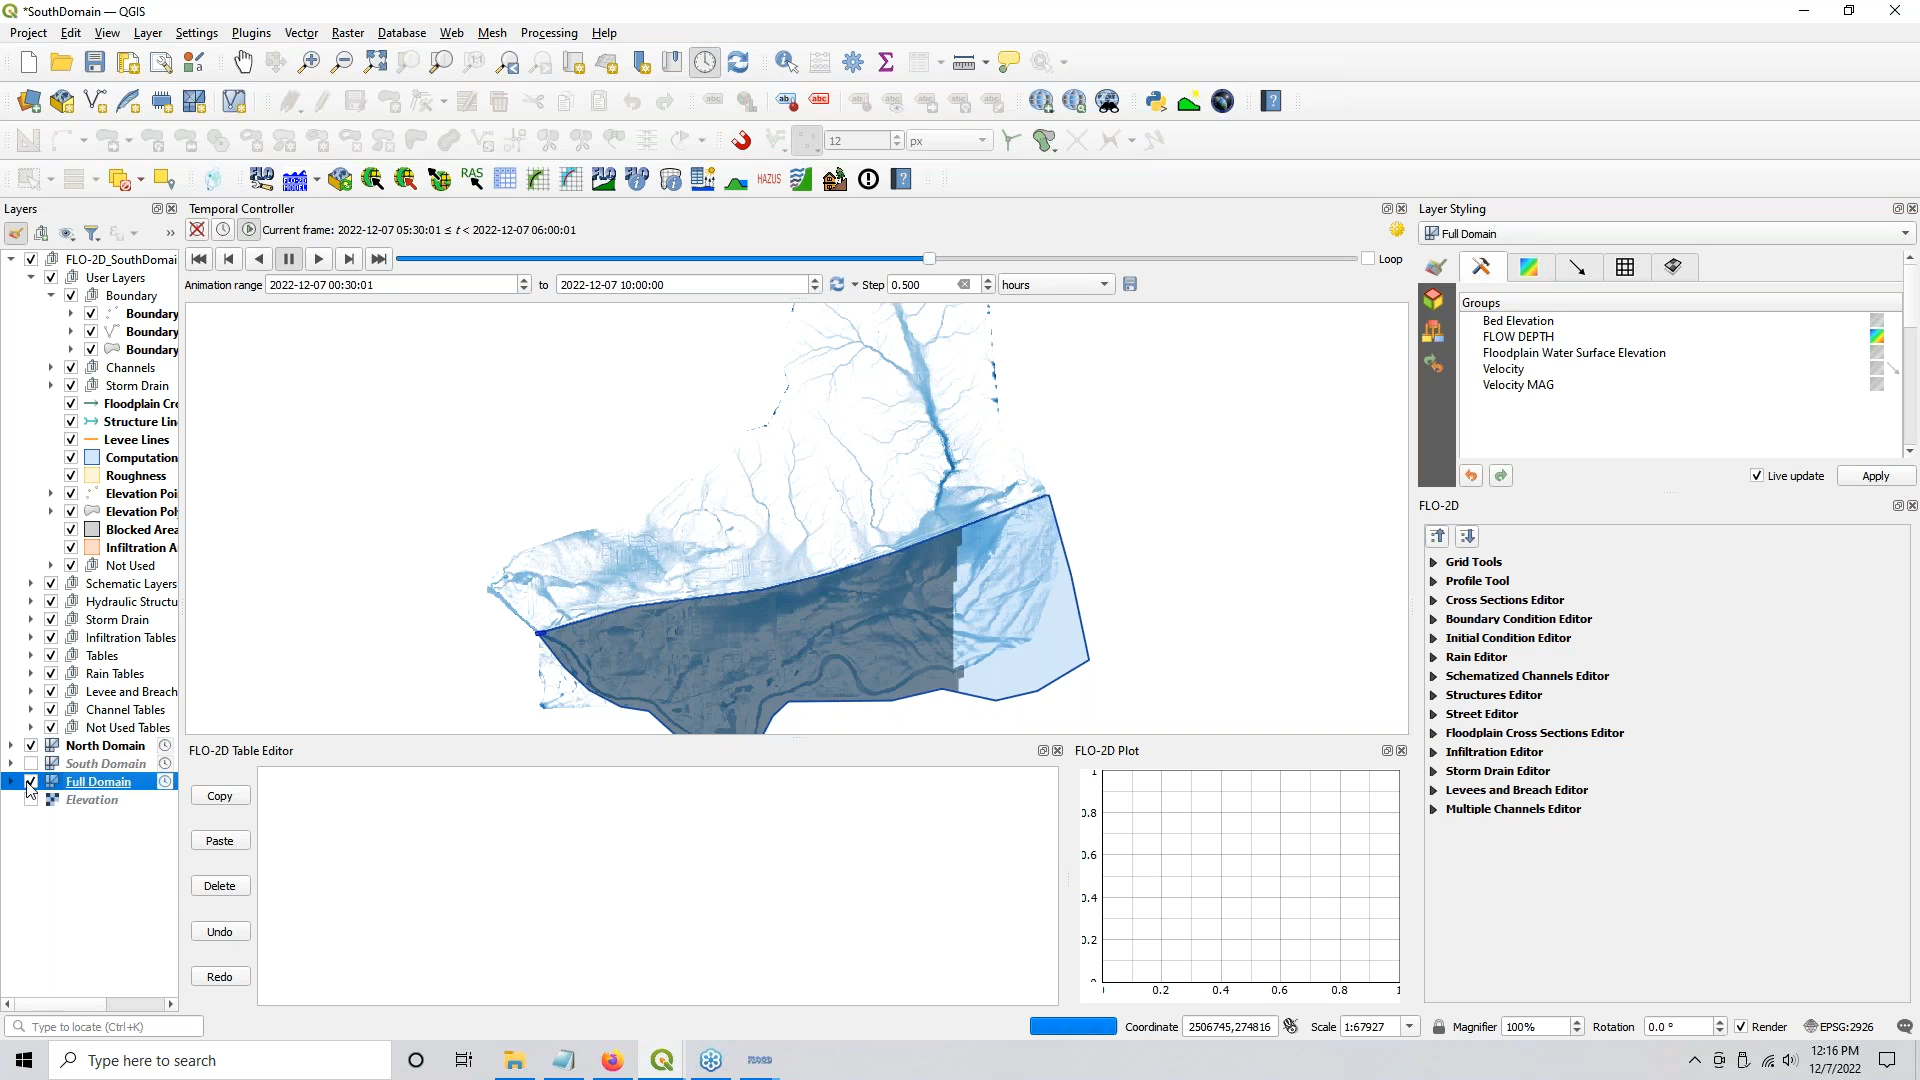 *SouthDomain — QGIS
Project Edit View Layer Settings Plugins Vector Raster Database Web Mesh Processing Help
abc abc
12 px
FLO-2D MODEL RAS HAZUS
Layers
FLO-2D_SouthDomai
User Layers
Boundary
Boundary
Boundary
Boundary
Channels
Storm Drain
Floodplain Cr
Structure Lin
Levee Lines
Computation
Roughness
Elevation Poi
Elevation Pol
Blocked Area
Infiltration A
Not Used
Schematic Layers
Hydraulic Structu
Storm Drain
Infiltration Tables
Tables
Rain Tables
Levee and Breach
Channel Tables
Not Used Tables
North Domain
South Domain
Full Domain
Elevation
Temporal Controller
Current frame: 2022-12-07 05:30:01 ≤ t < 2022-12-07 06:00:01
Loop
Animation range 2022-12-07 00:30:01 to 2022-12-07 10:00:00 Step 0.500 hours
FLO-2D Table Editor
Copy
Paste
Delete
Undo
Redo
FLO-2D Plot
1
0.8
0.6
0.4
0.2
0.2 0.4 0.6 0.8 1
Layer Styling
Full Domain
Groups
Bed Elevation
FLOW DEPTH
Floodplain Water Surface Elevation
Velocity
Velocity MAG
Live update Apply
FLO-2D
Grid Tools
Profile Tool
Cross Sections Editor
Boundary Condition Editor
Initial Condition Editor
Rain Editor
Schematized Channels Editor
Structures Editor
Street Editor
Floodplain Cross Sections Editor
Infiltration Editor
Storm Drain Editor
Levees and Breach Editor
Multiple Channels Editor
Type to locate (Ctrl+K) Coordinate 2506745,274816 Scale 1:67927 Magnifier 100% Rotation 0.0 ° Render EPSG:2926
Type here to search
12:16 PM
12/7/2022